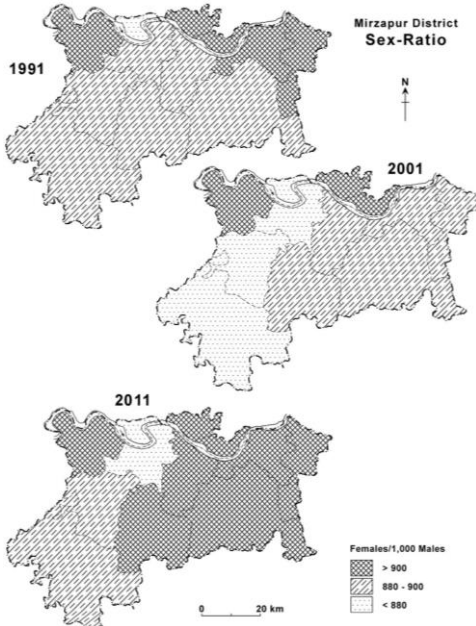 Mirzapur District
Sex-Ratio
1991
N
2001
2011
Females/1,000 Males
> 900
880 - 900
< 880
0 20 km